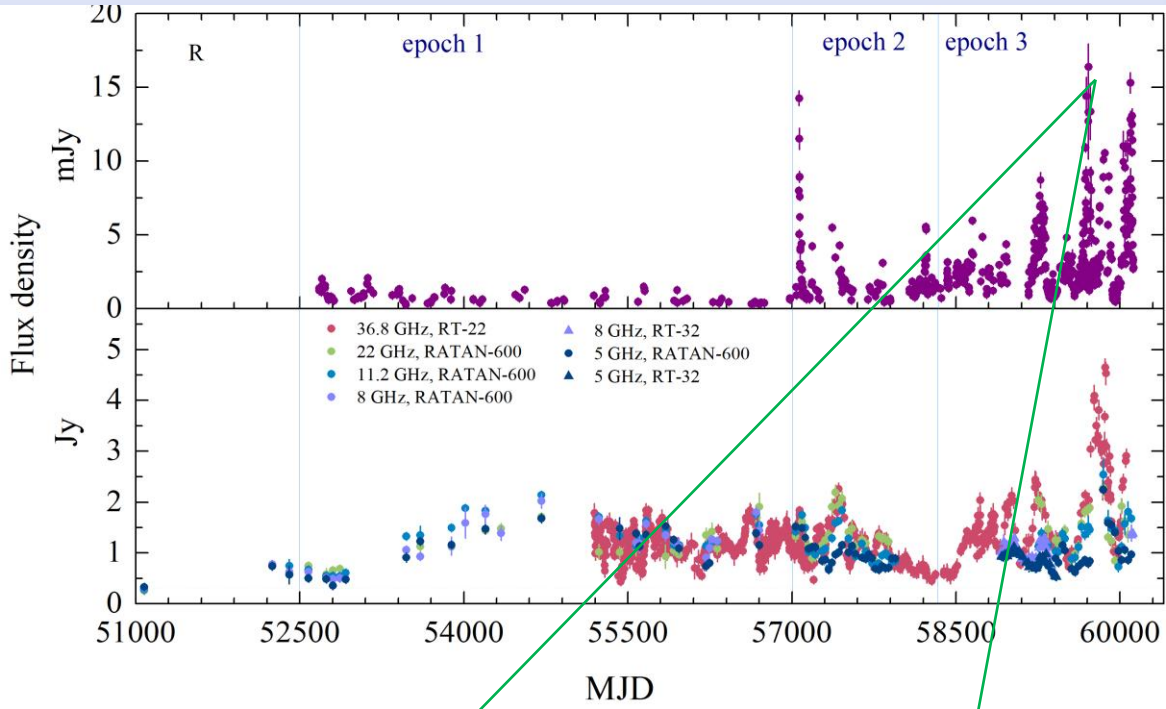 R
epoch 1
epoch 2
epoch 3
20
15
10
5
0
mJy
Flux density
36.8 GHz, RT-22
22 GHz, RATAN-600
11.2 GHz, RATAN-600
8 GHz, RATAN-600
8 GHz, RT-32
5 GHz, RATAN-600
5 GHz, RT-32
5
4
3
2
1
0
Jy
51000 52500 54000 55500 57000 58500 60000
MJD